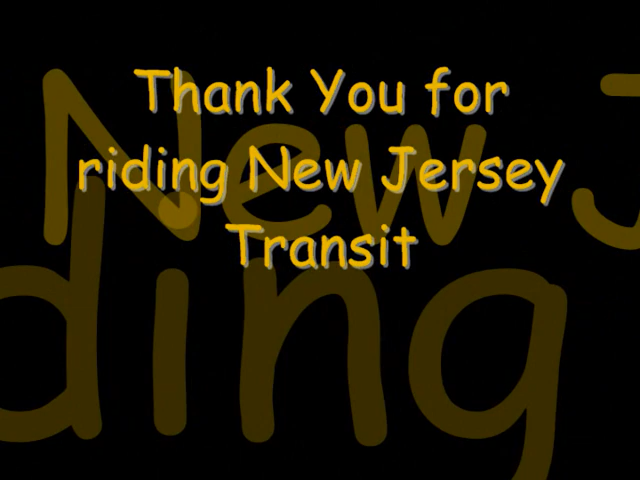 Thank You for
riding New Jersey
Transit
New J
ding